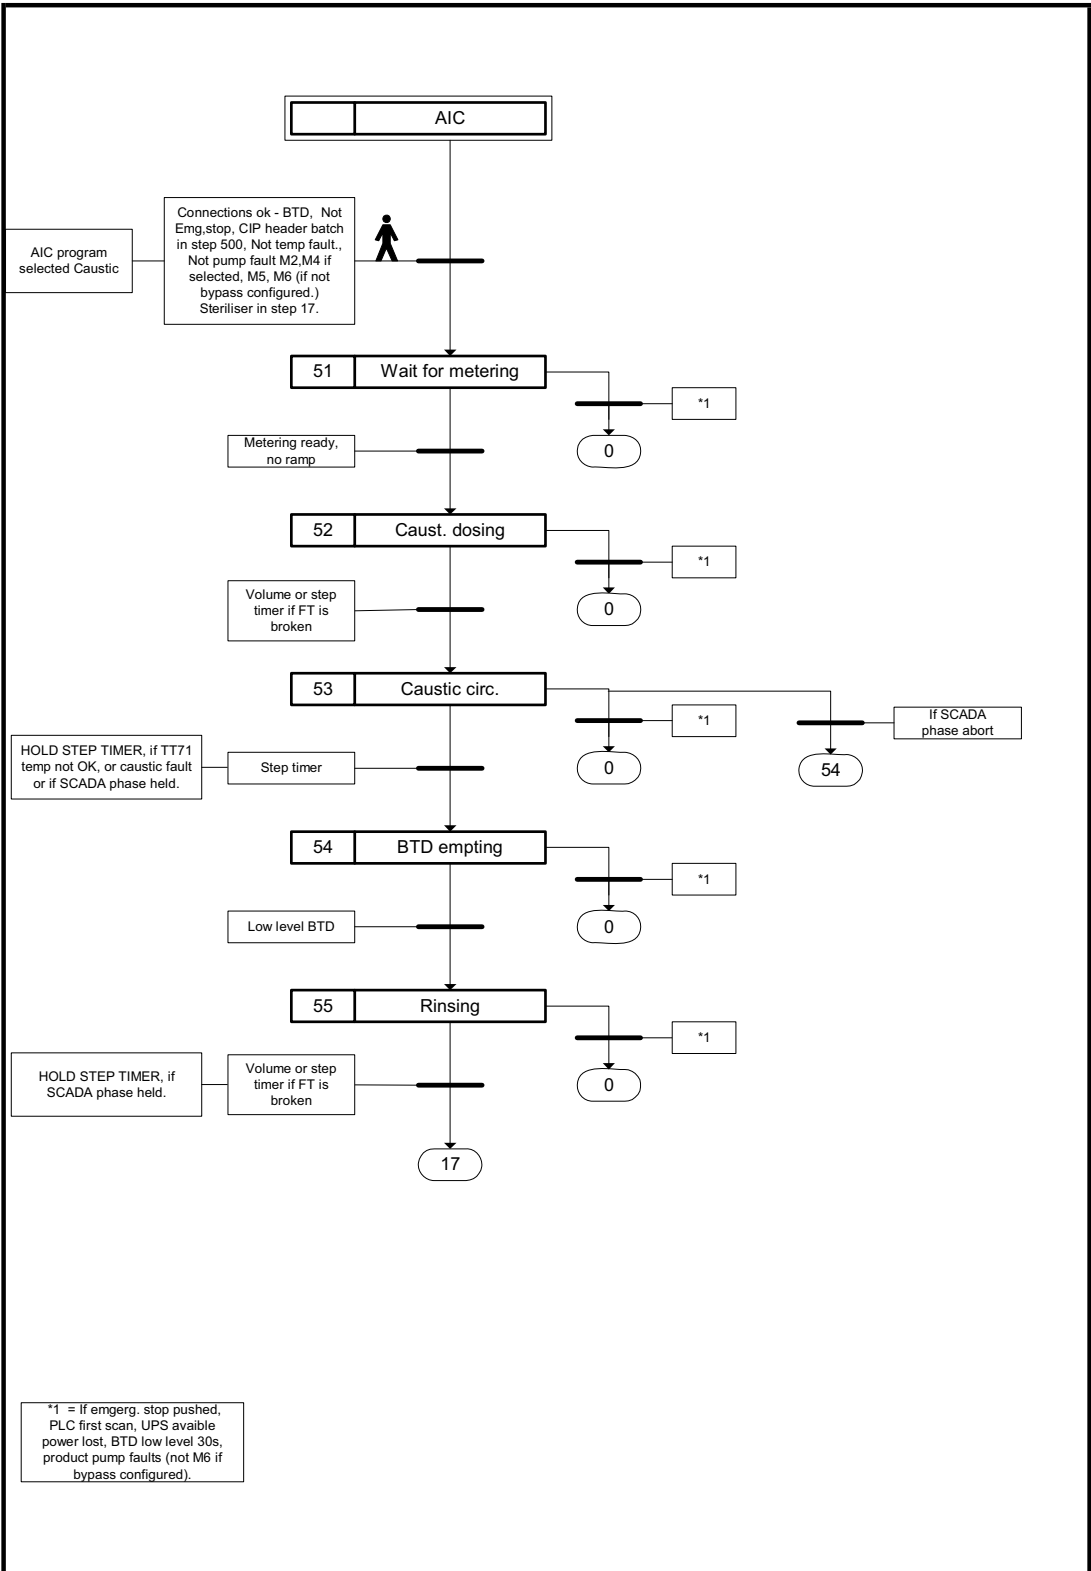 AIC
Connections ok - BTD, Not
Emg,stop, CIP header batch
in step 500, Not temp fault.,
Not pump fault M2,M4 if
selected, M5, M6 (if not
bypass configured.)
Steriliser in step 17.
AIC program
selected Caustic
51
Wait for metering
*1
Metering ready,
no ramp
0
52
Caust. dosing
*1
Volume or step
timer if FT is
broken
0
53
Caustic circ.
*1
If SCADA
phase abort
HOLD STEP TIMER, if TT71
temp not OK, or caustic fault
or if SCADA phase held.
Step timer
0
54
54
BTD empting
*1
Low level BTD
0
55
Rinsing
*1
HOLD STEP TIMER, if
SCADA phase held.
Volume or step
timer if FT is
broken
0
17
*1 = If emgerg. stop pushed,
PLC first scan, UPS avaible
power lost, BTD low level 30s,
product pump faults (not M6 if
bypass configured).